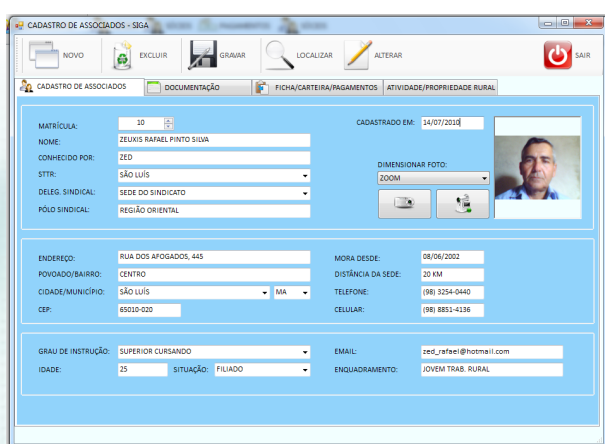 CADASTRO DE ASSOCIADOS - SIGA
NOVO EXCLUIR GRAVAR LOCALIZAR ALTERAR SAIR
CADASTRO DE ASSOCIADOS DOCUMENTAÇÃO FICHA/CARTEIRA/PAGAMENTOS ATIVIDADE/PROPRIEDADE RURAL
MATRÍCULA: 10 CADASTRADO EM: 14/07/2010
NOME: ZEUXIS RAFAEL PINTO SILVA
CONHECIDO POR: ZED DIMENSIONAR FOTO:
STTR: SÃO LUÍS ZOOM
DELEG. SINDICAL: SEDE DO SINDICATO
PÓLO SINDICAL: REGIÃO ORIENTAL
ENDEREÇO: RUA DOS AFOGADOS, 445 MORA DESDE: 08/06/2002
POVOADO/BAIRRO: CENTRO DISTÂNCIA DA SEDE: 20 KM
CIDADE/MUNICÍPIO: SÃO LUÍS MA TELEFONE: (98) 3254-0440
CEP: 65010-020 CELULAR: (98) 8851-4136
GRAU DE INSTRUÇÃO: SUPERIOR CURSANDO EMAIL: zed_rafael@hotmail.com
IDADE: 25 SITUAÇÃO: FILIADO ENQUADRAMENTO: JOVEM TRAB. RURAL